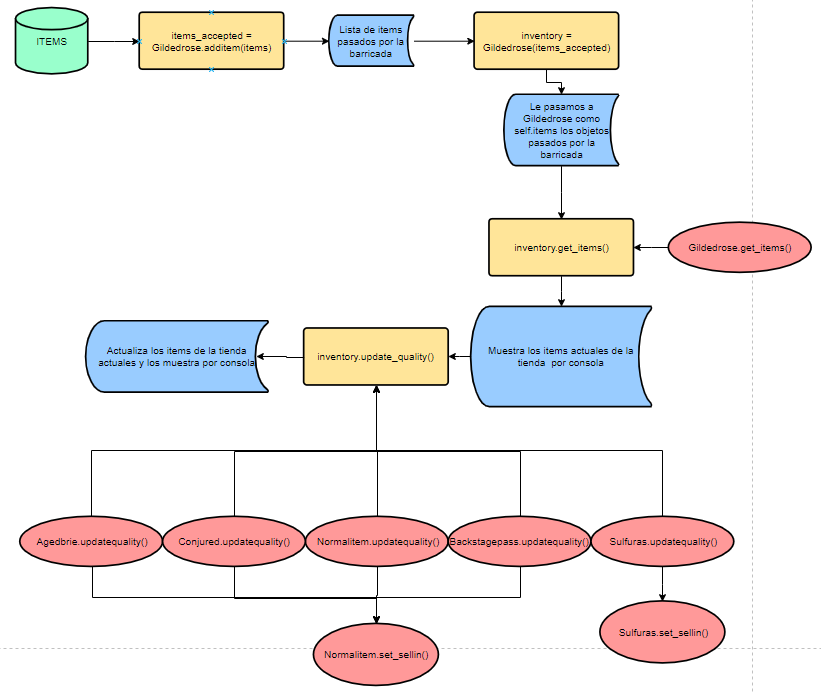 ITEMS
items_accepted =
Gildedrose.additem(items)
Lista de items
pasados por la
barricada
inventory =
Gildedrose(items_accepted)
Le pasamos a
Gildedrose como
self.items los objetos
pasados por la
barricada
inventory.get_items()
Gildedrose.get_items()
Muestra los items actuales de la
tienda por consola
inventory.update_quality()
Actualiza los items de la tienda
actuales y los muestra por consola
Agedbrie.updatequality()
Conjured.updatequality()
Normalitem.updatequality()
Backstagepass.updatequality()
Sulfuras.updatequality()
Sulfuras.set_sellin()
Normalitem.set_sellin()